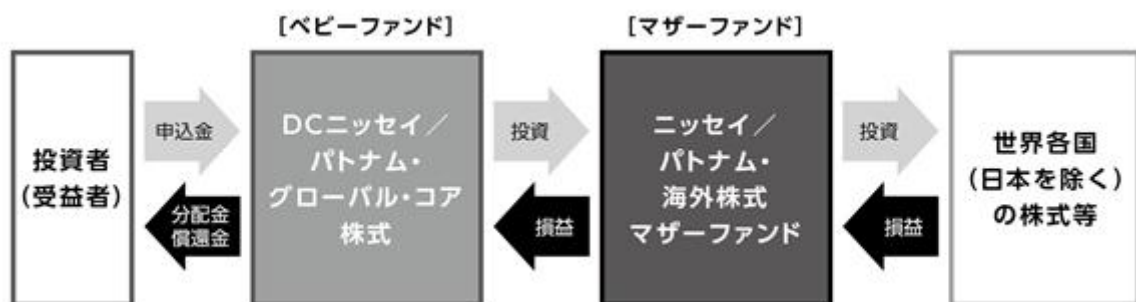 [ベビーファンド]
[マザーファンド]
投資者
(受益者)
申込金
分配金
償還金
DCニッセイ／
パトナム・
グローバル・コア
株式
投資
損益
ニッセイ／
パトナム・
海外株式
マザーファンド
投資
損益
世界各国
(日本を除く)
の株式等